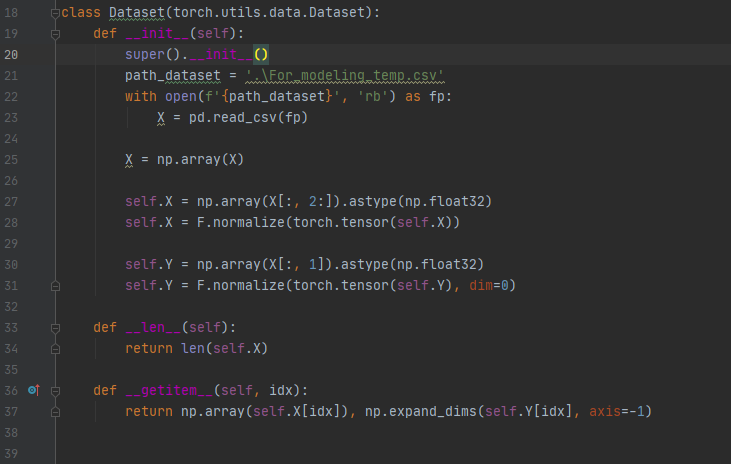 18 class Dataset(torch.utils.data.Dataset):
19     def __init__(self):
20         super().__init__()
21         path_dataset = '.\For_modeling_temp.csv'
22         with open(f'{path_dataset}', 'rb') as fp:
23             X = pd.read_csv(fp)
24
25         X = np.array(X)
26
27         self.X = np.array(X[:, 2:]).astype(np.float32)
28         self.X = F.normalize(torch.tensor(self.X))
29
30         self.Y = np.array(X[:, 1]).astype(np.float32)
31         self.Y = F.normalize(torch.tensor(self.Y), dim=0)
32
33     def __len__(self):
34         return len(self.X)
35
36     def __getitem__(self, idx):
37         return np.array(self.X[idx]), np.expand_dims(self.Y[idx], axis=-1)
38
39